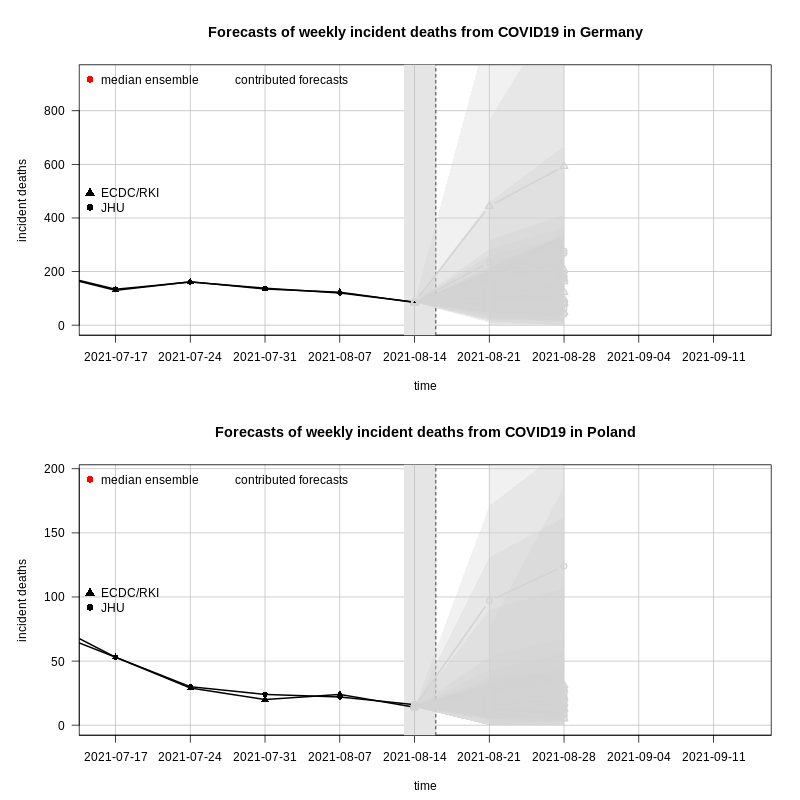 Forecasts of weekly incident deaths from COVID19 in Germany
median ensemble contributed forecasts
800
600
ECDC/RKI
JHU
400
200
0
incident deaths
2021-07-17 2021-07-24 2021-07-31 2021-08-07 2021-08-14 2021-08-21 2021-08-28 2021-09-04 2021-09-11
time
Forecasts of weekly incident deaths from COVID19 in Poland
200
median ensemble contributed forecasts
150
100
ECDC/RKI
JHU
50
0
incident deaths
2021-07-17 2021-07-24 2021-07-31 2021-08-07 2021-08-14 2021-08-21 2021-08-28 2021-09-04 2021-09-11
time